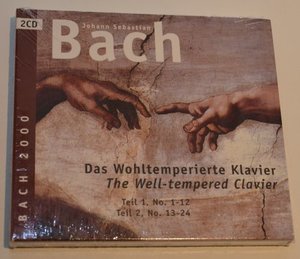 2CD
Johann Sebastian
Bach
Das Wohltemperierte Klavier
The Well-tempered Clavier
Teil 1, No. 1-12
Teil 2, No. 13-24
BACH 2000